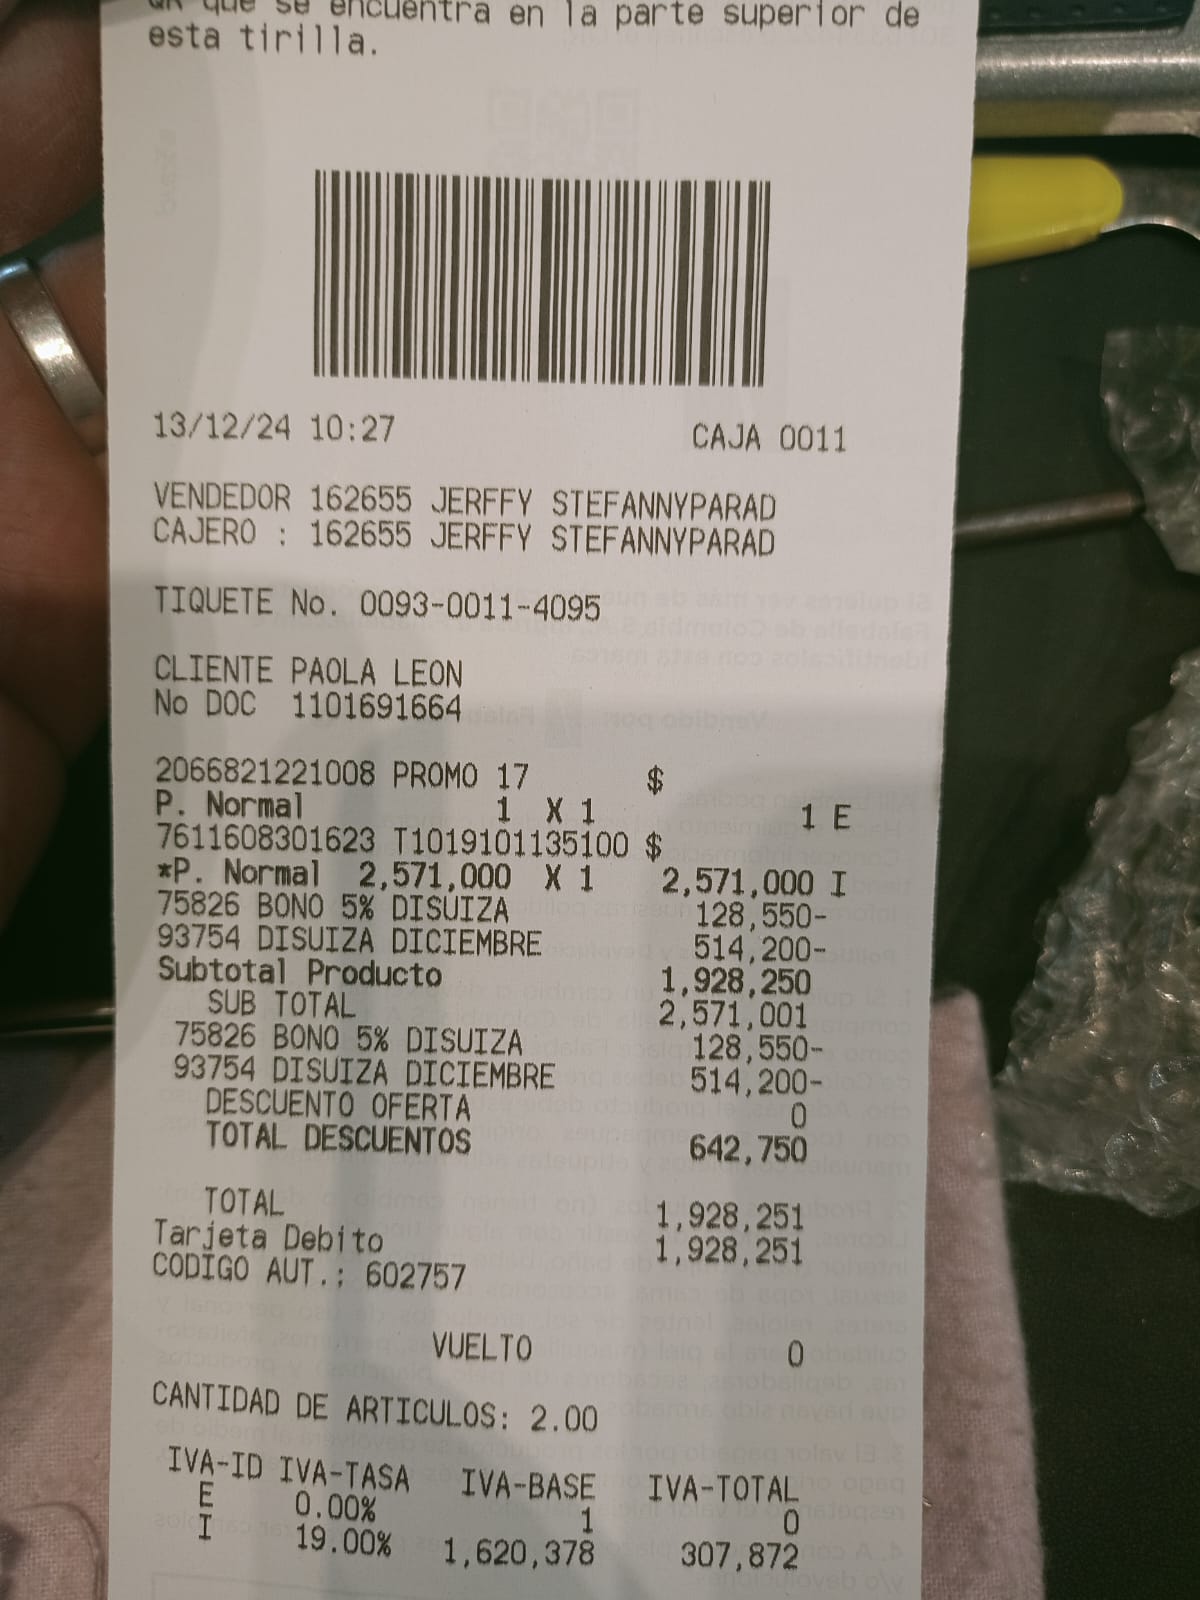 QR que se encuentra en la parte superior de
esta tirilla.
13/12/24 10:27 CAJA 0011
VENDEDOR 162655 JERFFY STEFANNYPARAD
CAJERO : 162655 JERFFY STEFANNYPARAD
TIQUETE No. 0093-0011-4095
CLIENTE PAOLA LEON
No DOC 1101691664
2066821221008 PROMO 17 $
P. Normal 1 X 1 1 E
7611608301623 T1019101135100 $
*P. Normal 2,571,000 X 1 2,571,000 I
75826 BONO 5% DISUIZA 128,550-
93754 DISUIZA DICIEMBRE 514,200-
Subtotal Producto 1,928,250
SUB TOTAL 2,571,001
75826 BONO 5% DISUIZA 128,550-
93754 DISUIZA DICIEMBRE 514,200-
DESCUENTO OFERTA 0
TOTAL DESCUENTOS 642,750
TOTAL 1,928,251
Tarjeta Debito 1,928,251
CODIGO AUT.: 602757
VUELTO 0
CANTIDAD DE ARTICULOS: 2.00
IVA-ID IVA-TASA IVA-BASE IVA-TOTAL
E 0.00% 1 0
I 19.00% 1,620,378 307,872